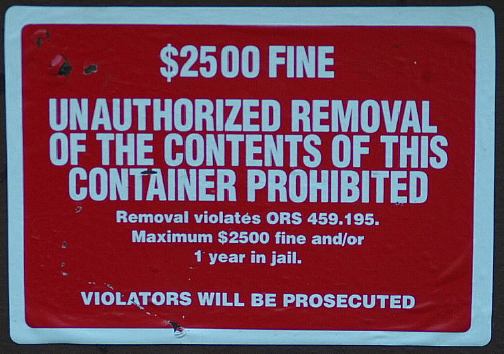 $2500 FINE
UNAUTHORIZED REMOVAL
OF THE CONTENTS OF THIS
CONTAINER PROHIBITED
Removal violates ORS 459.195.
Maximum $2500 fine and/or
1 year in jail.
VIOLATORS WILL BE PROSECUTED